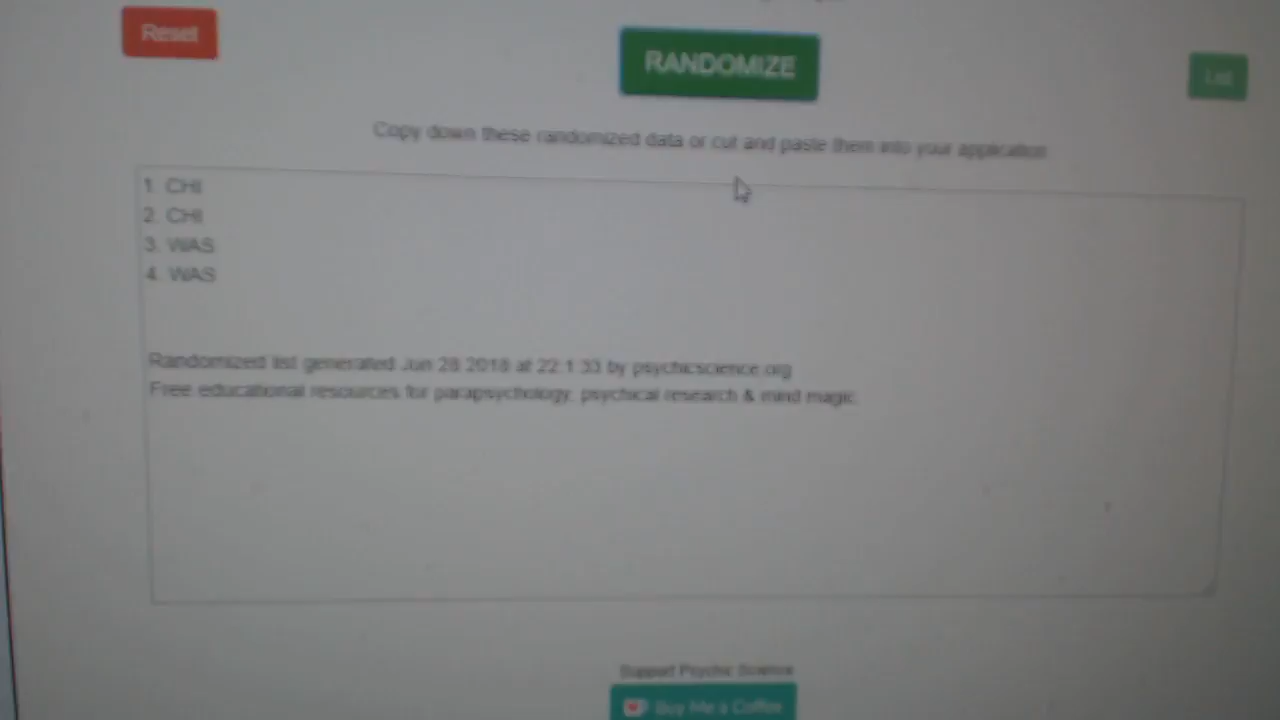 Reset
RANDOMIZE
List
Copy down these randomized data or cut and paste them into your application
1. CHI
2. CHI
3. WAS
4. WAS
Randomized list generated Jun 28 2018 at 22:1:33 by psychicscience.org
Free educational resources for parapsychology, psychical research & mind magic.
Support Psychic Science
Buy Me a Coffee